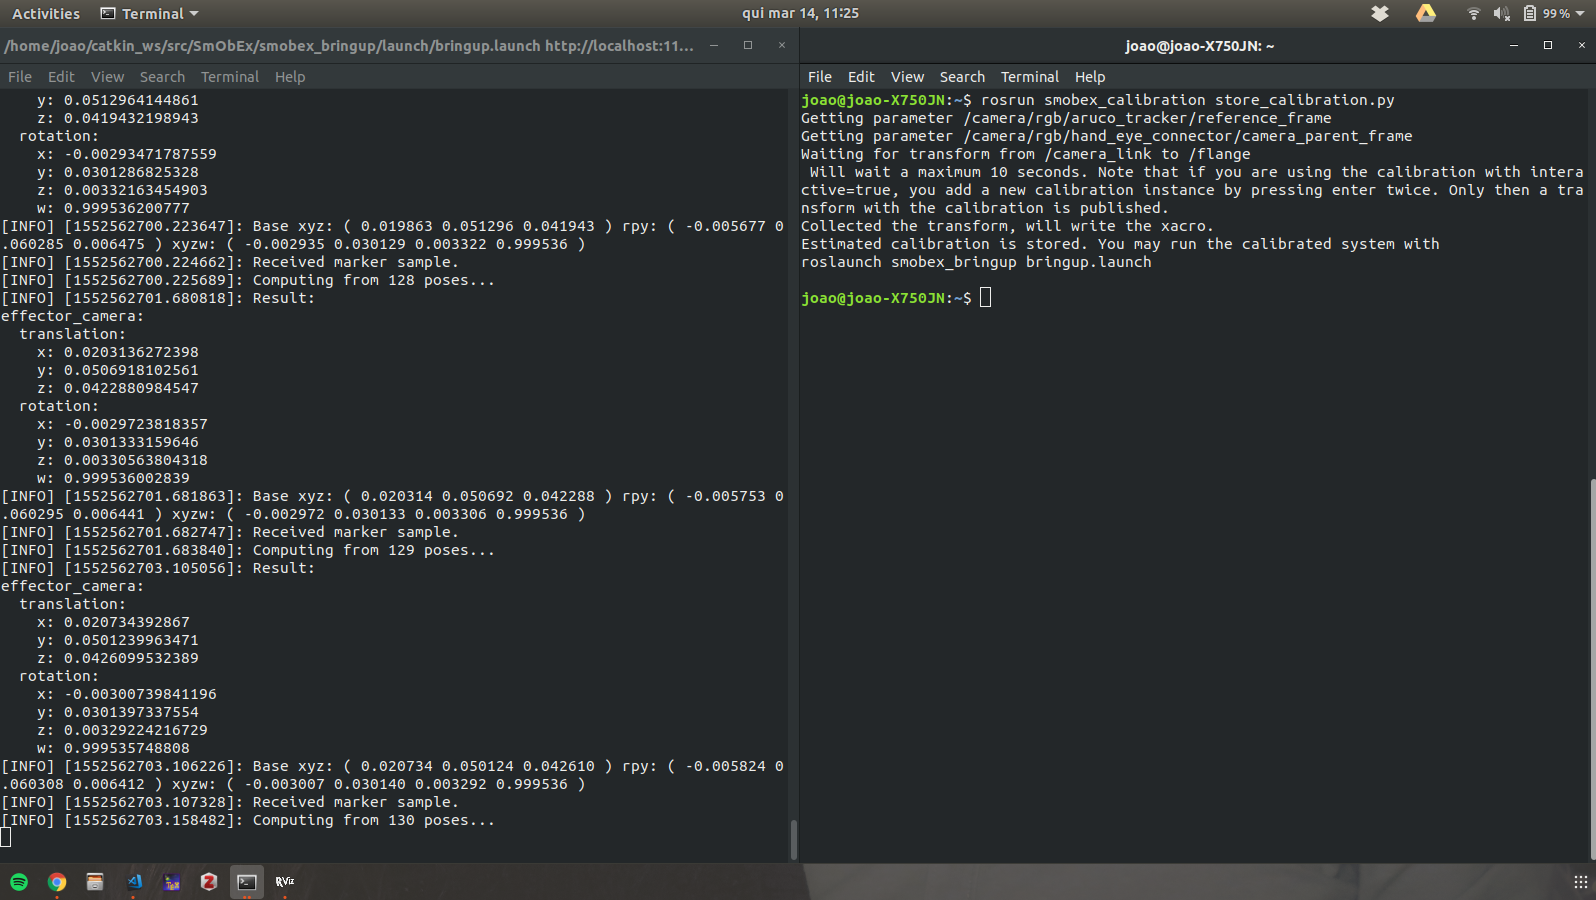 Activities
Terminal
qui mar 14, 11:25
99 %
/home/joao/catkin_ws/src/SmObEx/smobex_bringup/launch/bringup.launch http://localhost:11...
File Edit View Search Terminal Help
    y: 0.0512964144861
    z: 0.0419432198943
  rotation:
    x: -0.00293471787559
    y: 0.0301286825328
    z: 0.00332163454903
    w: 0.999536200777
[INFO] [1552562700.223647]: Base xyz: ( 0.019863 0.051296 0.041943 ) rpy: ( -0.005677 0
.060285 0.006475 ) xyzw: ( -0.002935 0.030129 0.003322 0.999536 )
[INFO] [1552562700.224662]: Received marker sample.
[INFO] [1552562700.225689]: Computing from 128 poses...
[INFO] [1552562701.680818]: Result:
effector_camera:
  translation:
    x: 0.0203136272398
    y: 0.0506918102561
    z: 0.0422880984547
  rotation:
    x: -0.0029723818357
    y: 0.0301333159646
    z: 0.00330563804318
    w: 0.999536002839
[INFO] [1552562701.681863]: Base xyz: ( 0.020314 0.050692 0.042288 ) rpy: ( -0.005753 0
.060295 0.006441 ) xyzw: ( -0.002972 0.030133 0.003306 0.999536 )
[INFO] [1552562701.682747]: Received marker sample.
[INFO] [1552562701.683840]: Computing from 129 poses...
[INFO] [1552562703.105056]: Result:
effector_camera:
  translation:
    x: 0.020734392867
    y: 0.0501239963471
    z: 0.0426099532389
  rotation:
    x: -0.00300739841196
    y: 0.0301397337554
    z: 0.00329224216729
    w: 0.999535748808
[INFO] [1552562703.106226]: Base xyz: ( 0.020734 0.050124 0.042610 ) rpy: ( -0.005824 0
.060308 0.006412 ) xyzw: ( -0.003007 0.030140 0.003292 0.999536 )
[INFO] [1552562703.107328]: Received marker sample.
[INFO] [1552562703.158482]: Computing from 130 poses...
joao@joao-X750JN: ~
File Edit View Search Terminal Help
joao@joao-X750JN:~$ rosrun smobex_calibration store_calibration.py
Getting parameter /camera/rgb/aruco_tracker/reference_frame
Getting parameter /camera/rgb/hand_eye_connector/camera_parent_frame
Waiting for transform from /camera_link to /flange
 Will wait a maximum 10 seconds. Note that if you are using the calibration with intera
ctive=true, you add a new calibration instance by pressing enter twice. Only then a tra
nsform with the calibration is published.
Collected the transform, will write the xacro.
Estimated calibration is stored. You may run the calibrated system with
roslaunch smobex_bringup bringup.launch
joao@joao-X750JN:~$
RViz